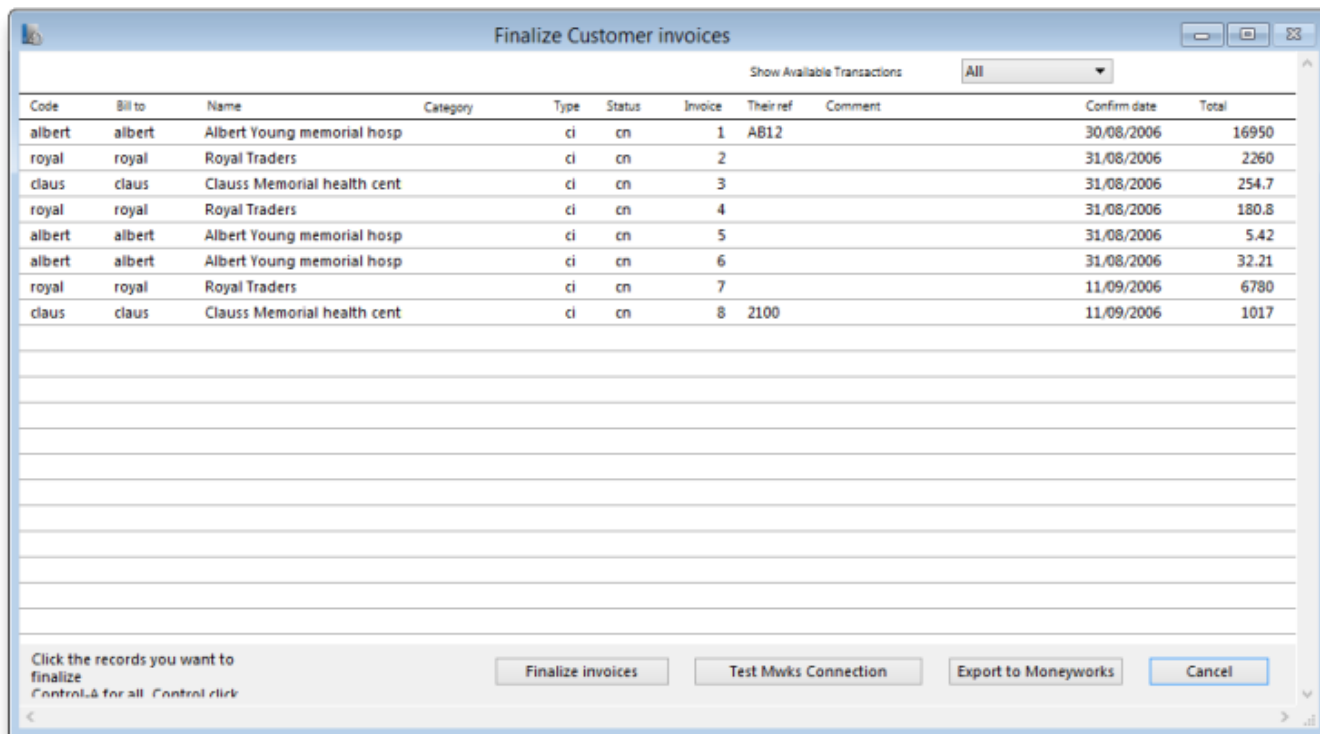 Finalize Customer invoices
Show Available Transactions All
Code Bill to Name Category Type Status Invoice Their ref Comment Confirm date Total
albert albert Albert Young memorial hosp ci cn 1 AB12 30/08/2006 16950
royal royal Royal Traders ci cn 2 31/08/2006 2260
claus claus Clauss Memorial health cent ci cn 3 31/08/2006 254.7
royal royal Royal Traders ci cn 4 31/08/2006 180.8
albert albert Albert Young memorial hosp ci cn 5 31/08/2006 5.42
albert albert Albert Young memorial hosp ci cn 6 31/08/2006 32.21
royal royal Royal Traders ci cn 7 11/09/2006 6780
claus claus Clauss Memorial health cent ci cn 8 2100 11/09/2006 1017
Click the records you want to
finalize
Control-A for all. Control click
Finalize invoices Test Mwks Connection Export to Moneyworks Cancel